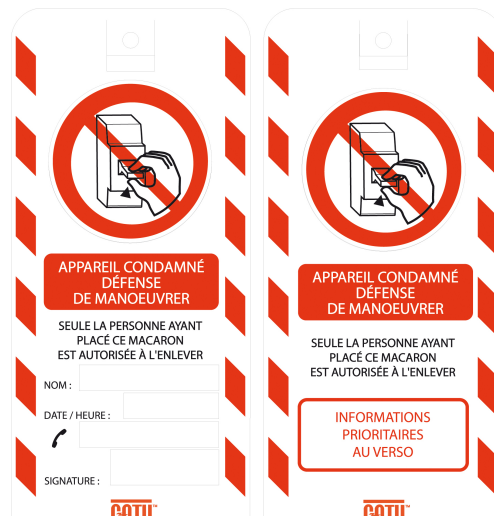 APPAREIL CONDAMNÉ
DÉFENSE
DE MANOEUVRER
SEULE LA PERSONNE AYANT
PLACÉ CE MACARON
EST AUTORISÉE À L'ENLEVER
NOM :
DATE / HEURE :
SIGNATURE :
CATU™
APPAREIL CONDAMNÉ
DÉFENSE
DE MANOEUVRER
SEULE LA PERSONNE AYANT
PLACÉ CE MACARON
EST AUTORISÉE À L'ENLEVER
INFORMATIONS
PRIORITAIRES
AU VERSO
CATU™